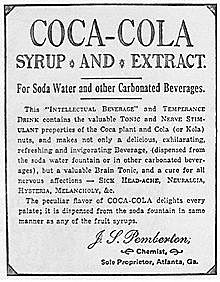 COCA-COLA
SYRUP * AND * EXTRACT.
For Soda Water and other Carbonated Beverages.
This "INTELLECTUAL BEVERAGE" and TEMPERANCE
DRINK contains the valuable TONIC and NERVE STIM-
ULANT properties of the Coca plant and Cola (or Kola)
nuts, and makes not only a delicious, exhilarating,
refreshing and invigorating Beverage, (dispensed from
the soda water fountain or in other carbonated bever-
ages), but a valuable Brain Tonic, and a cure for all
nervous affections — SICK HEAD-ACHE, NEURALGIA,
HYSTERIA, MELANCHOLY, &c.
The peculiar flavor of COCA-COLA delights every
palate; it is dispensed from the soda fountain in same
manner as any of the fruit syrups.
J. S. Pemberton;
Chemist,
Sole Proprietor, Atlanta, Ga.